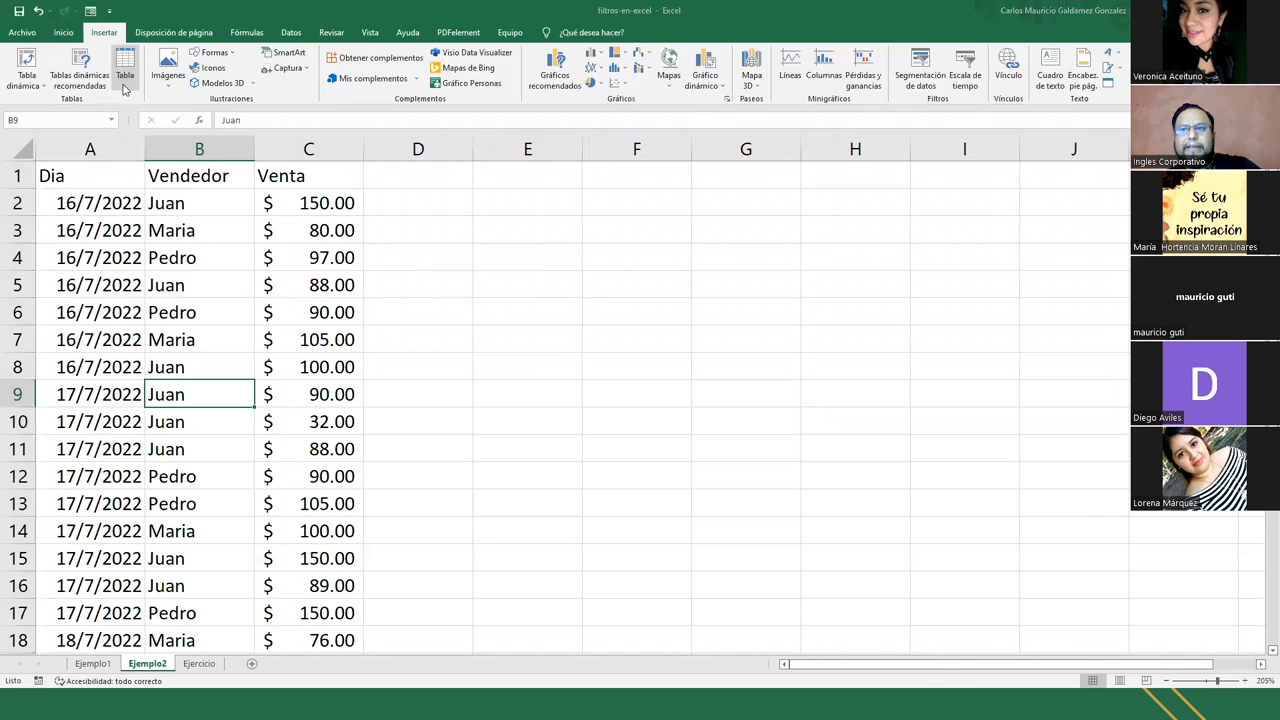 filtros-en-excel - Excel
Carlos Mauricio Galdamez Gonzalez
Archivo Inicio Insertar Disposición de página Fórmulas Datos Revisar Vista Ayuda PDFelement Equipo ¿Qué desea hacer?
Tabla dinámica
Tablas dinámicas recomendadas
Tabla
Tablas
Imágenes
Formas
Iconos
Modelos 3D
SmartArt
Captura
Ilustraciones
Obtener complementos
Mis complementos
Visio Data Visualizer
Mapas de Bing
Gráfico Personas
Complementos
Gráficos recomendados
Mapas
Gráfico dinámico
Gráficos
Mapa 3D
Paseos
Líneas
Columnas
Pérdidas y ganancias
Minigráficos
Segmentación de datos
Escala de tiempo
Filtros
Vínculo
Vínculos
Cuadro de texto
Encabez. pie pág.
Texto
B9
fx
Juan
A B C D E F G H I J
1 Dia Vendedor Venta
2 16/7/2022 Juan $ 150.00
3 16/7/2022 Maria $ 80.00
4 16/7/2022 Pedro $ 97.00
5 16/7/2022 Juan $ 88.00
6 16/7/2022 Pedro $ 90.00
7 16/7/2022 Maria $ 105.00
8 16/7/2022 Juan $ 100.00
9 17/7/2022 Juan $ 90.00
10 17/7/2022 Juan $ 32.00
11 17/7/2022 Juan $ 88.00
12 17/7/2022 Pedro $ 90.00
13 17/7/2022 Pedro $ 105.00
14 17/7/2022 Maria $ 100.00
15 17/7/2022 Juan $ 150.00
16 17/7/2022 Juan $ 89.00
17 17/7/2022 Pedro $ 150.00
18 18/7/2022 Maria $ 76.00
Ejemplo1 Ejemplo2 Ejercicio
Listo
Accesibilidad: todo correcto
205%
Veronica Aceituno
Ingles Corporativo
Sé tu
propia
inspiración
María Hortencia Morán Linares
mauricio guti
mauricio guti
D
Diego Aviles
Lorena Márquez